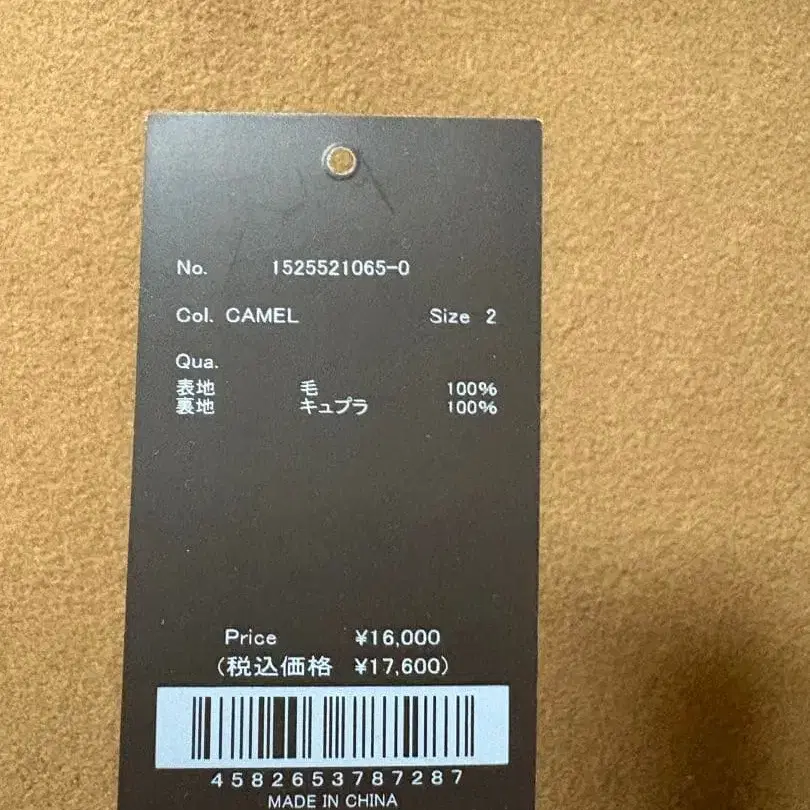 No. 1525521065-0
Col. CAMEL Size 2
Qua.
表地 毛 100%
裏地 キュプラ 100%
Price ¥16,000
(税込価格 ¥17,600)
4582653787287
MADE IN CHINA